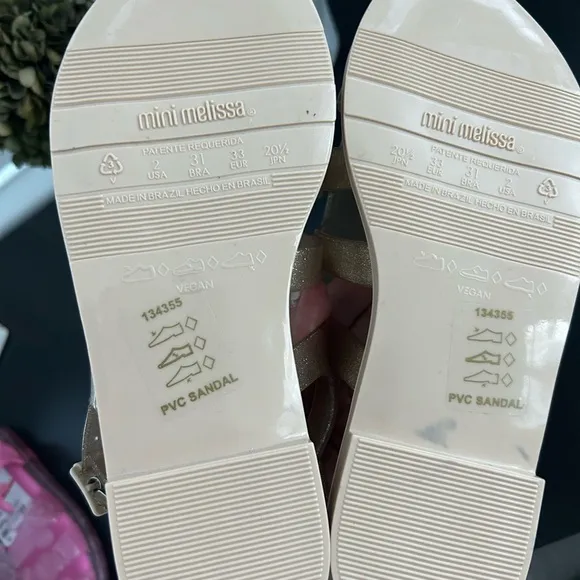 mini melissa®
PATENTE REQUERIDA
2 31 33 20½
USA BRA EUR JPN
MADE IN BRAZIL HECHO EN BRASIL
VEGAN
134355
PVC SANDAL
mini melissa®
PATENTE REQUERIDA
20½ 33 31 2
JPN EUR BRA USA
MADE IN BRAZIL HECHO EN BRASIL
VEGAN
134355
PVC SANDAL